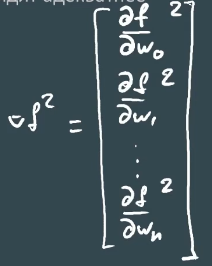 ∂f/∂w₀ ²
∂f/∂w₁ ²
∇f² =
⋮
∂f/∂wₙ ²